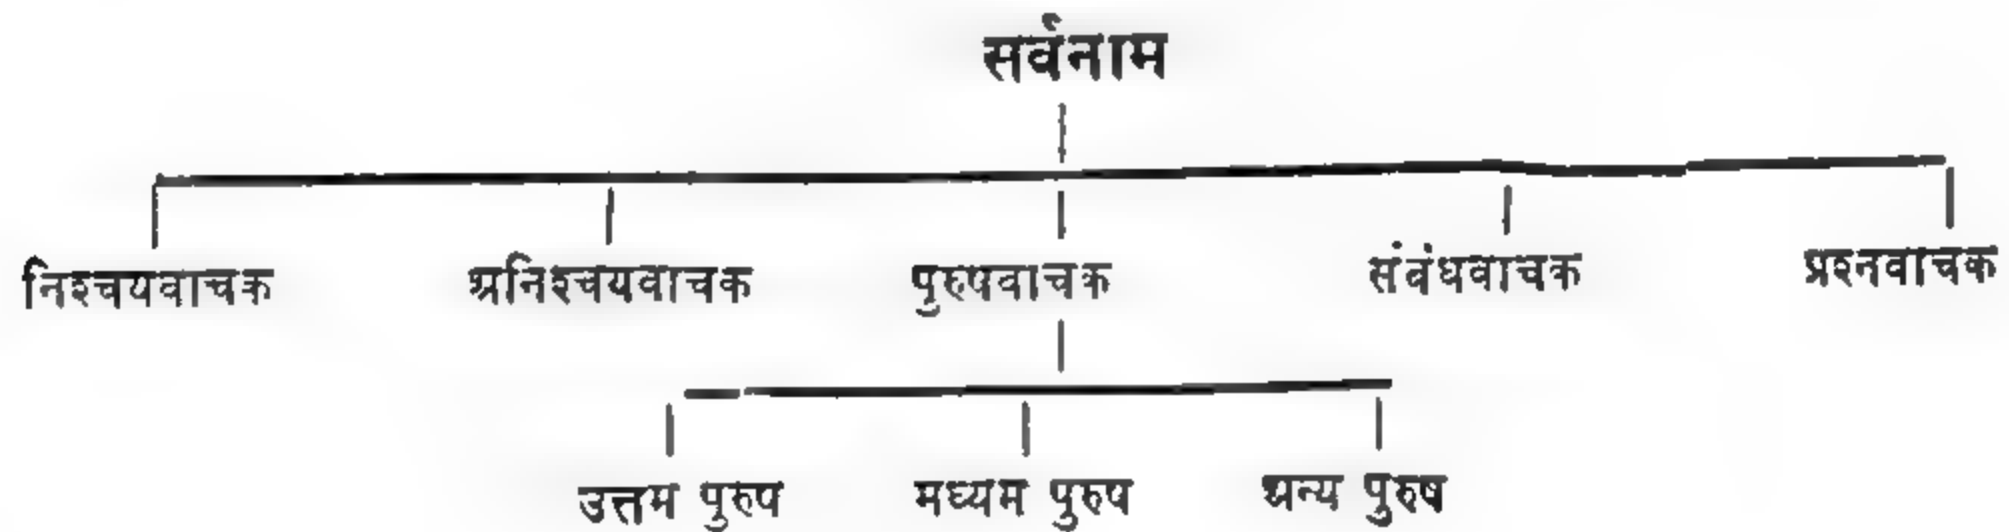 सर्वनाम
निश्चयवाचक अनिश्चयवाचक पुरुषवाचक संबंधवाचक प्रश्नवाचक
उत्तम पुरुष मध्यम पुरुष अन्य पुरुष